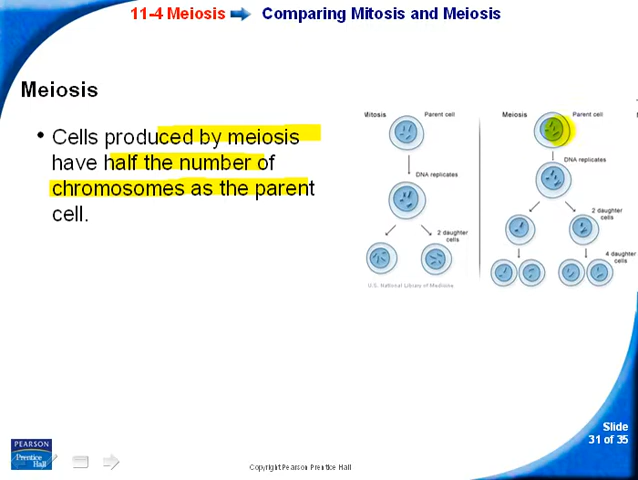 11-4 Meiosis Comparing Mitosis and Meiosis
Meiosis
• Cells produced by meiosis
have half the number of
chromosomes as the parent
cell.
Mitosis
Parent cell
DNA replicates
2 daughter
cells
U.S. National Library of Medicine
Meiosis
Parent cell
DNA replicates
2 daughter
cells
4 daughter
cells
Slide
31 of 35
PEARSON
Prentice
Hall
Copyright Pearson Prentice Hall